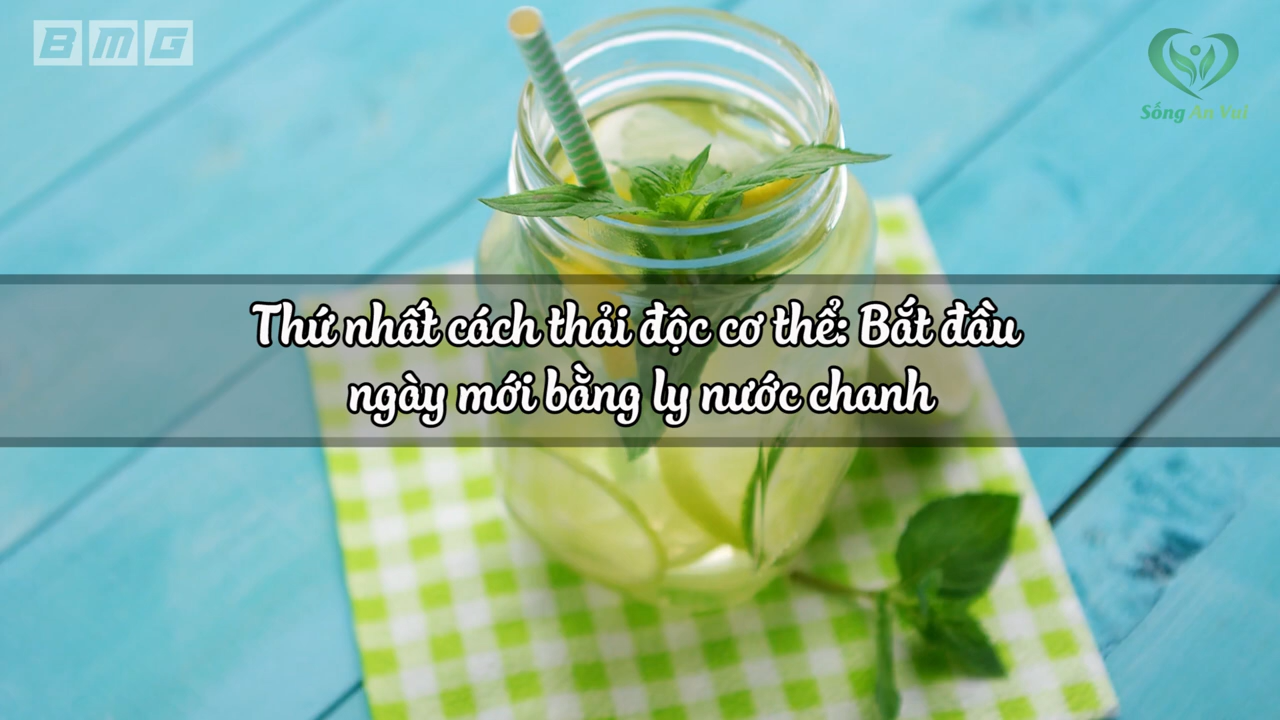 BMG
Sống An Vui
Thứ nhất cách thải độc cơ thể: Bắt đầu
ngày mới bằng ly nước chanh